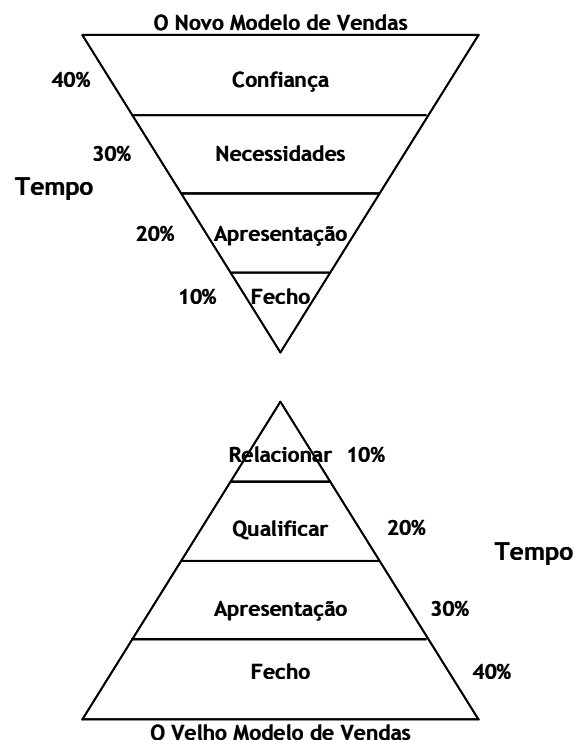 O Novo Modelo de Vendas
40% Confiança
30% Necessidades
Tempo
20% Apresentação
10% Fecho
Relacionar 10%
Qualificar 20%
Tempo
Apresentação 30%
Fecho 40%
O Velho Modelo de Vendas